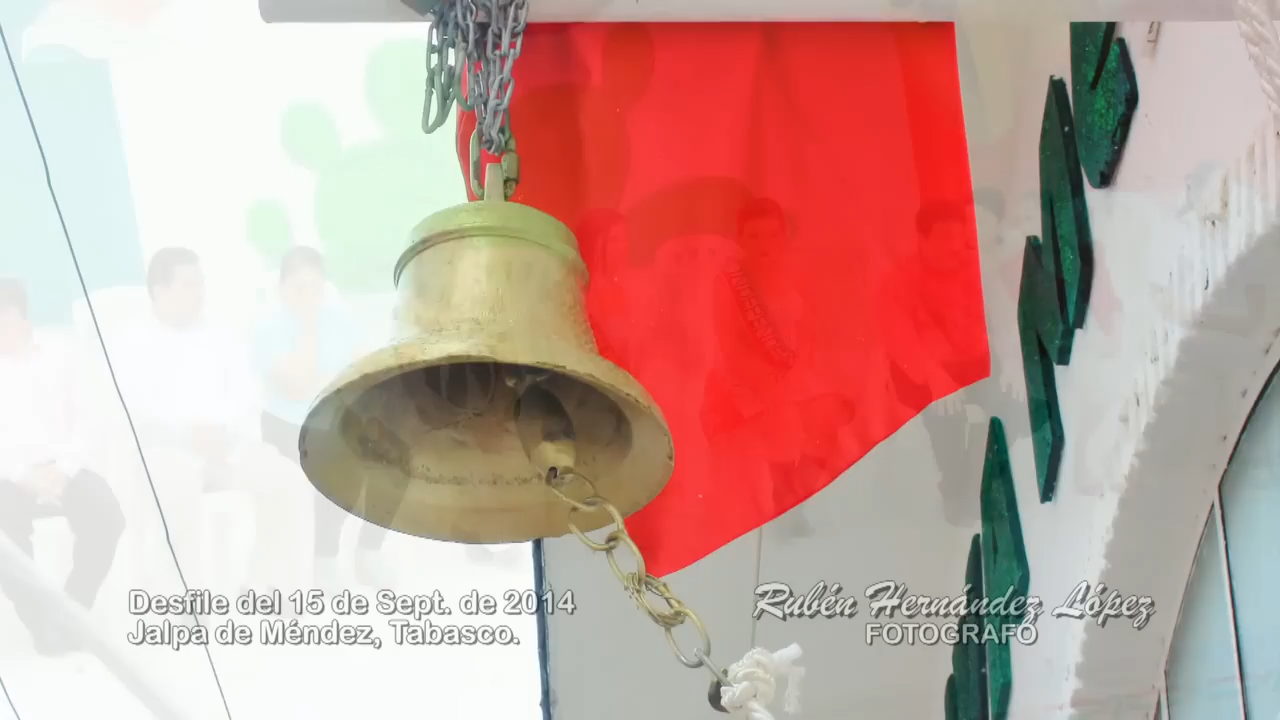 Desfile del 15 de Sept. de 2014
Jalpa de Méndez, Tabasco.
Rubén Hernández López
FOTOGRAFO